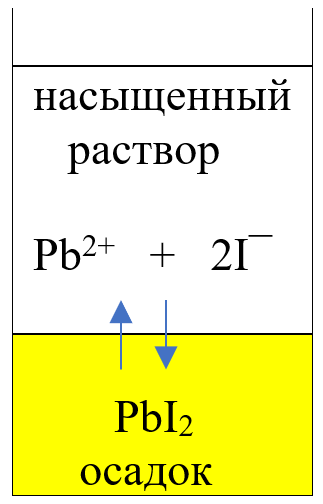 насыщенный
раствор
Pb²⁺ + 2I⁻
PbI₂
осадок